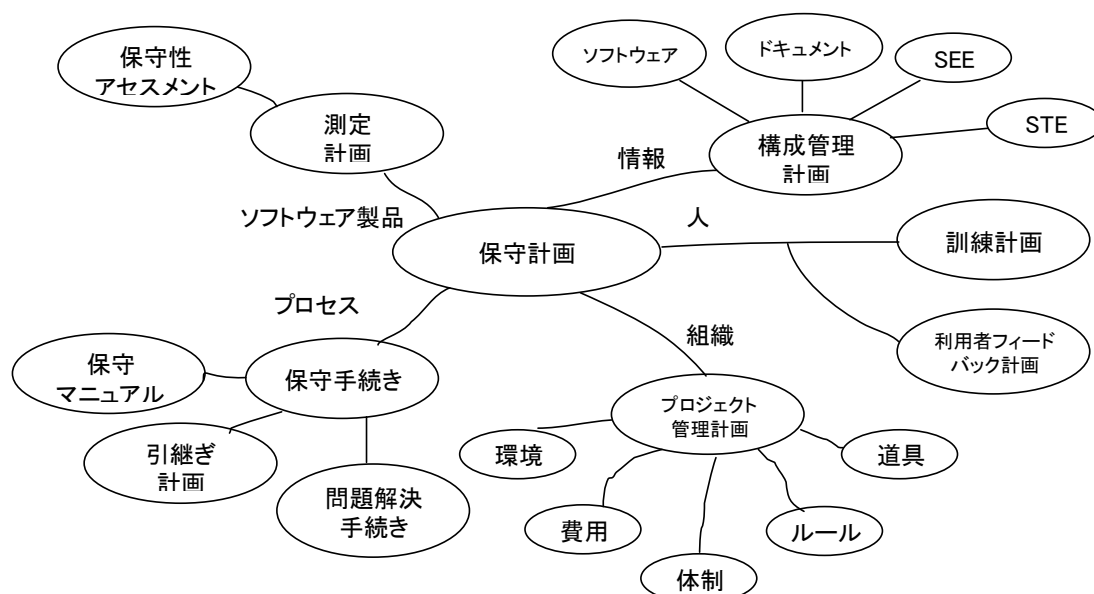 保守性
アセスメント
測定
計画
ソフトウェア
ドキュメント
SEE
STE
構成管理
計画
情報
人
ソフトウェア製品
保守計画
訓練計画
利用者フィード
バック計画
プロセス
組織
保守
マニュアル
保守手続き
引継ぎ
計画
問題解決
手続き
プロジェクト
管理計画
環境
道具
費用
ルール
体制